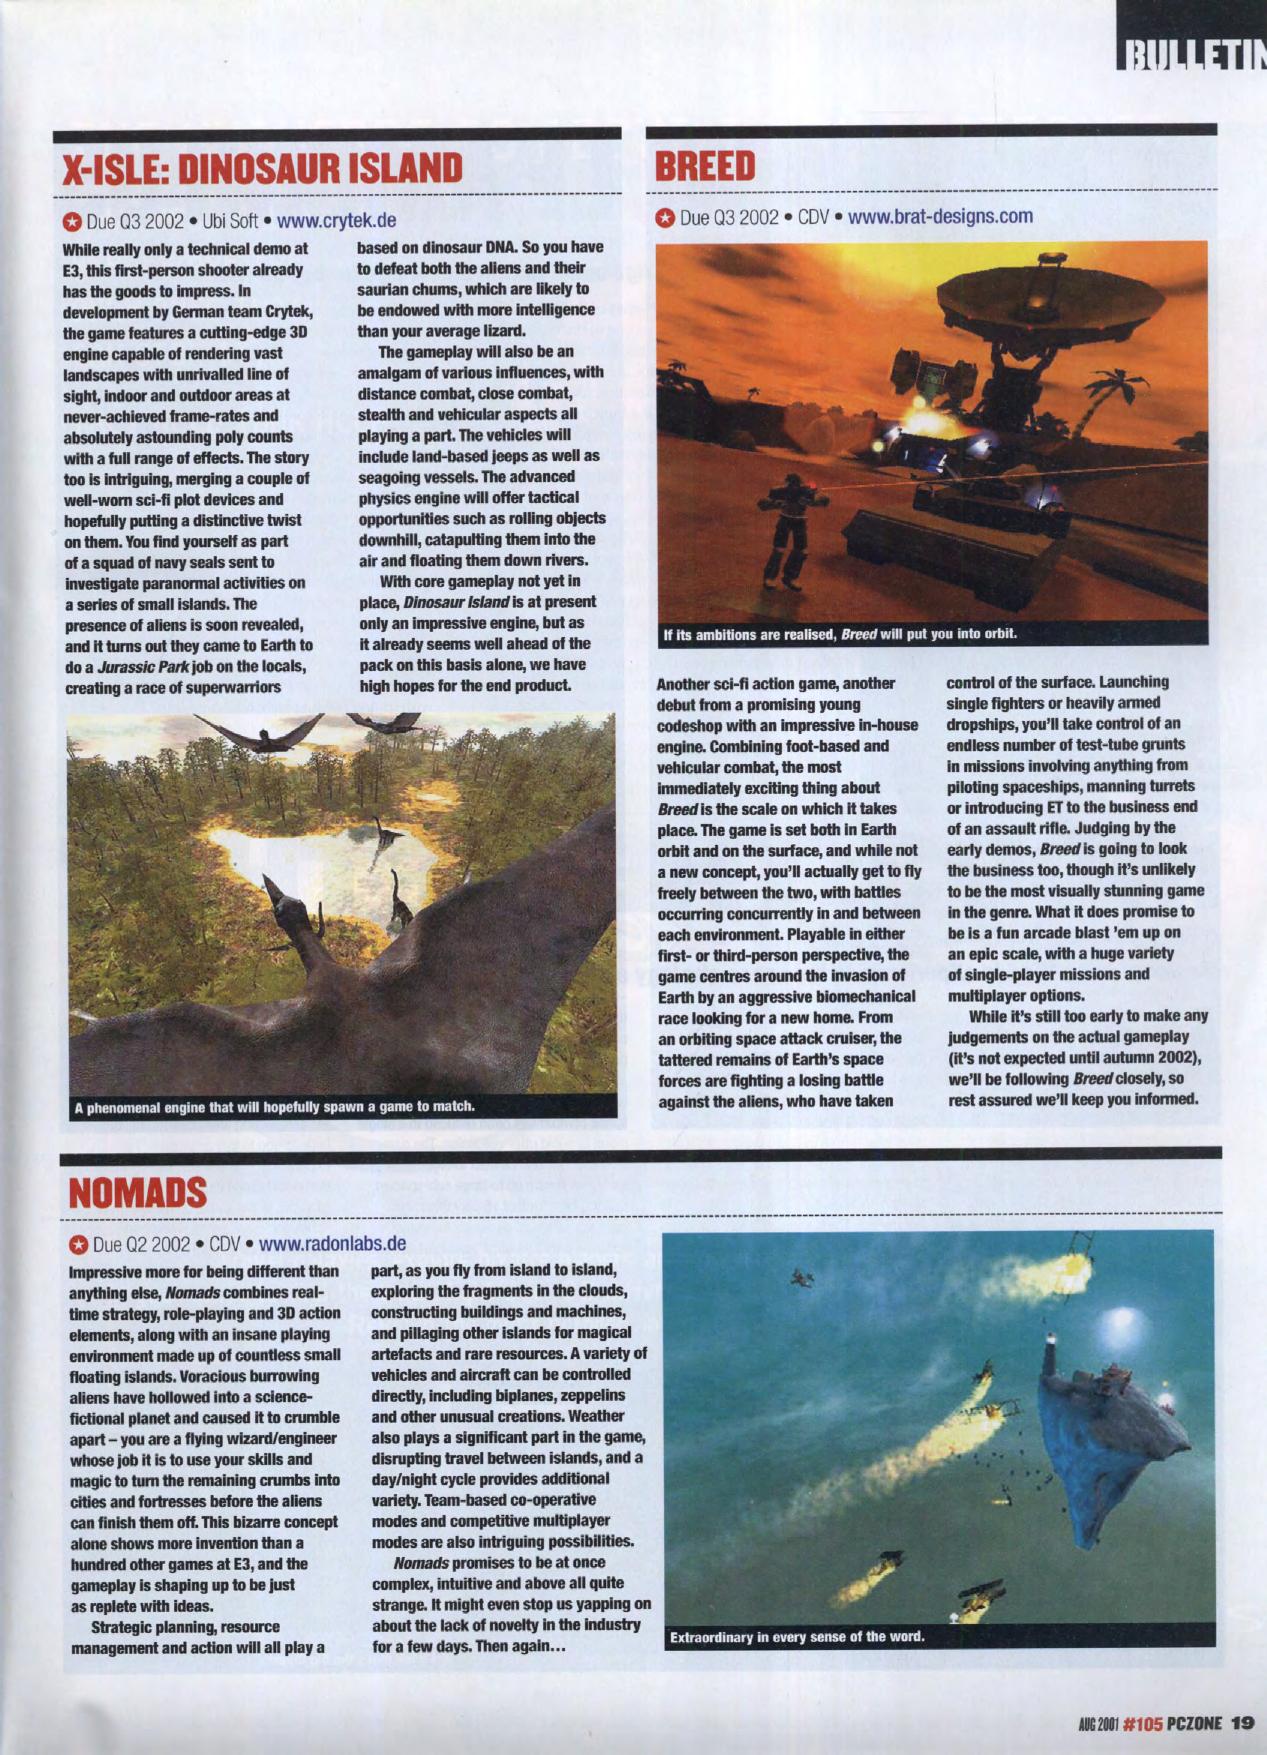 BULLETIN
X-ISLE: DINOSAUR ISLAND
Due Q3 2002 • Ubi Soft • www.crytek.de
While really only a technical demo at
E3, this first-person shooter already
has the goods to impress. In
development by German team Crytek,
the game features a cutting-edge 3D
engine capable of rendering vast
landscapes with unrivalled line of
sight, indoor and outdoor areas at
never-achieved frame-rates and
absolutely astounding poly counts
with a full range of effects. The story
too is intriguing, merging a couple of
well-worn sci-fi plot devices and
hopefully putting a distinctive twist
on them. You find yourself as part
of a squad of navy seals sent to
investigate paranormal activities on
a series of small islands. The
presence of aliens is soon revealed,
and it turns out they came to Earth to
do a Jurassic Park job on the locals,
creating a race of superwarriors
based on dinosaur DNA. So you have
to defeat both the aliens and their
saurian chums, which are likely to
be endowed with more intelligence
than your average lizard.
The gameplay will also be an
amalgam of various influences, with
distance combat, close combat,
stealth and vehicular aspects all
playing a part. The vehicles will
include land-based jeeps as well as
seagoing vessels. The advanced
physics engine will offer tactical
opportunities such as rolling objects
downhill, catapulting them into the
air and floating them down rivers.
With core gameplay not yet in
place, Dinosaur Island is at present
only an impressive engine, but as
it already seems well ahead of the
pack on this basis alone, we have
high hopes for the end product.
A phenomenal engine that will hopefully spawn a game to match.
BREED
Due Q3 2002 • CDV • www.brat-designs.com
If its ambitions are realised, Breed will put you into orbit.
Another sci-fi action game, another
debut from a promising young
codeshop with an impressive in-house
engine. Combining foot-based and
vehicular combat, the most
immediately exciting thing about
Breed is the scale on which it takes
place. The game is set both in Earth
orbit and on the surface, and while not
a new concept, you'll actually get to fly
freely between the two, with battles
occurring concurrently in and between
each environment. Playable in either
first- or third-person perspective, the
game centres around the invasion of
Earth by an aggressive biomechanical
race looking for a new home. From
an orbiting space attack cruiser, the
tattered remains of Earth's space
forces are fighting a losing battle
against the aliens, who have taken
control of the surface. Launching
single fighters or heavily armed
dropships, you'll take control of an
endless number of test-tube grunts
in missions involving anything from
piloting spaceships, manning turrets
or introducing ET to the business end
of an assault rifle. Judging by the
early demos, Breed is going to look
the business too, though it's unlikely
to be the most visually stunning game
in the genre. What it does promise to
be is a fun arcade blast 'em up on
an epic scale, with a huge variety
of single-player missions and
multiplayer options.
While it's still too early to make any
judgements on the actual gameplay
(it's not expected until autumn 2002),
we'll be following Breed closely, so
rest assured we'll keep you informed.
NOMADS
Due Q2 2002 • CDV • www.radonlabs.de
Impressive more for being different than
anything else, Nomads combines real-
time strategy, role-playing and 3D action
elements, along with an insane playing
environment made up of countless small
floating islands. Voracious burrowing
aliens have hollowed into a science-
fictional planet and caused it to crumble
apart – you are a flying wizard/engineer
whose job it is to use your skills and
magic to turn the remaining crumbs into
cities and fortresses before the aliens
can finish them off. This bizarre concept
alone shows more invention than a
hundred other games at E3, and the
gameplay is shaping up to be just
as replete with ideas.
Strategic planning, resource
management and action will all play a
part, as you fly from island to island,
exploring the fragments in the clouds,
constructing buildings and machines,
and pillaging other islands for magical
artefacts and rare resources. A variety of
vehicles and aircraft can be controlled
directly, including biplanes, zeppelins
and other unusual creations. Weather
also plays a significant part in the game,
disrupting travel between islands, and a
day/night cycle provides additional
variety. Team-based co-operative
modes and competitive multiplayer
modes are also intriguing possibilities.
Nomads promises to be at once
complex, intuitive and above all quite
strange. It might even stop us yapping on
about the lack of novelty in the industry
for a few days. Then again...
Extraordinary in every sense of the word.
AUG 2001 #105 PCZONE 19